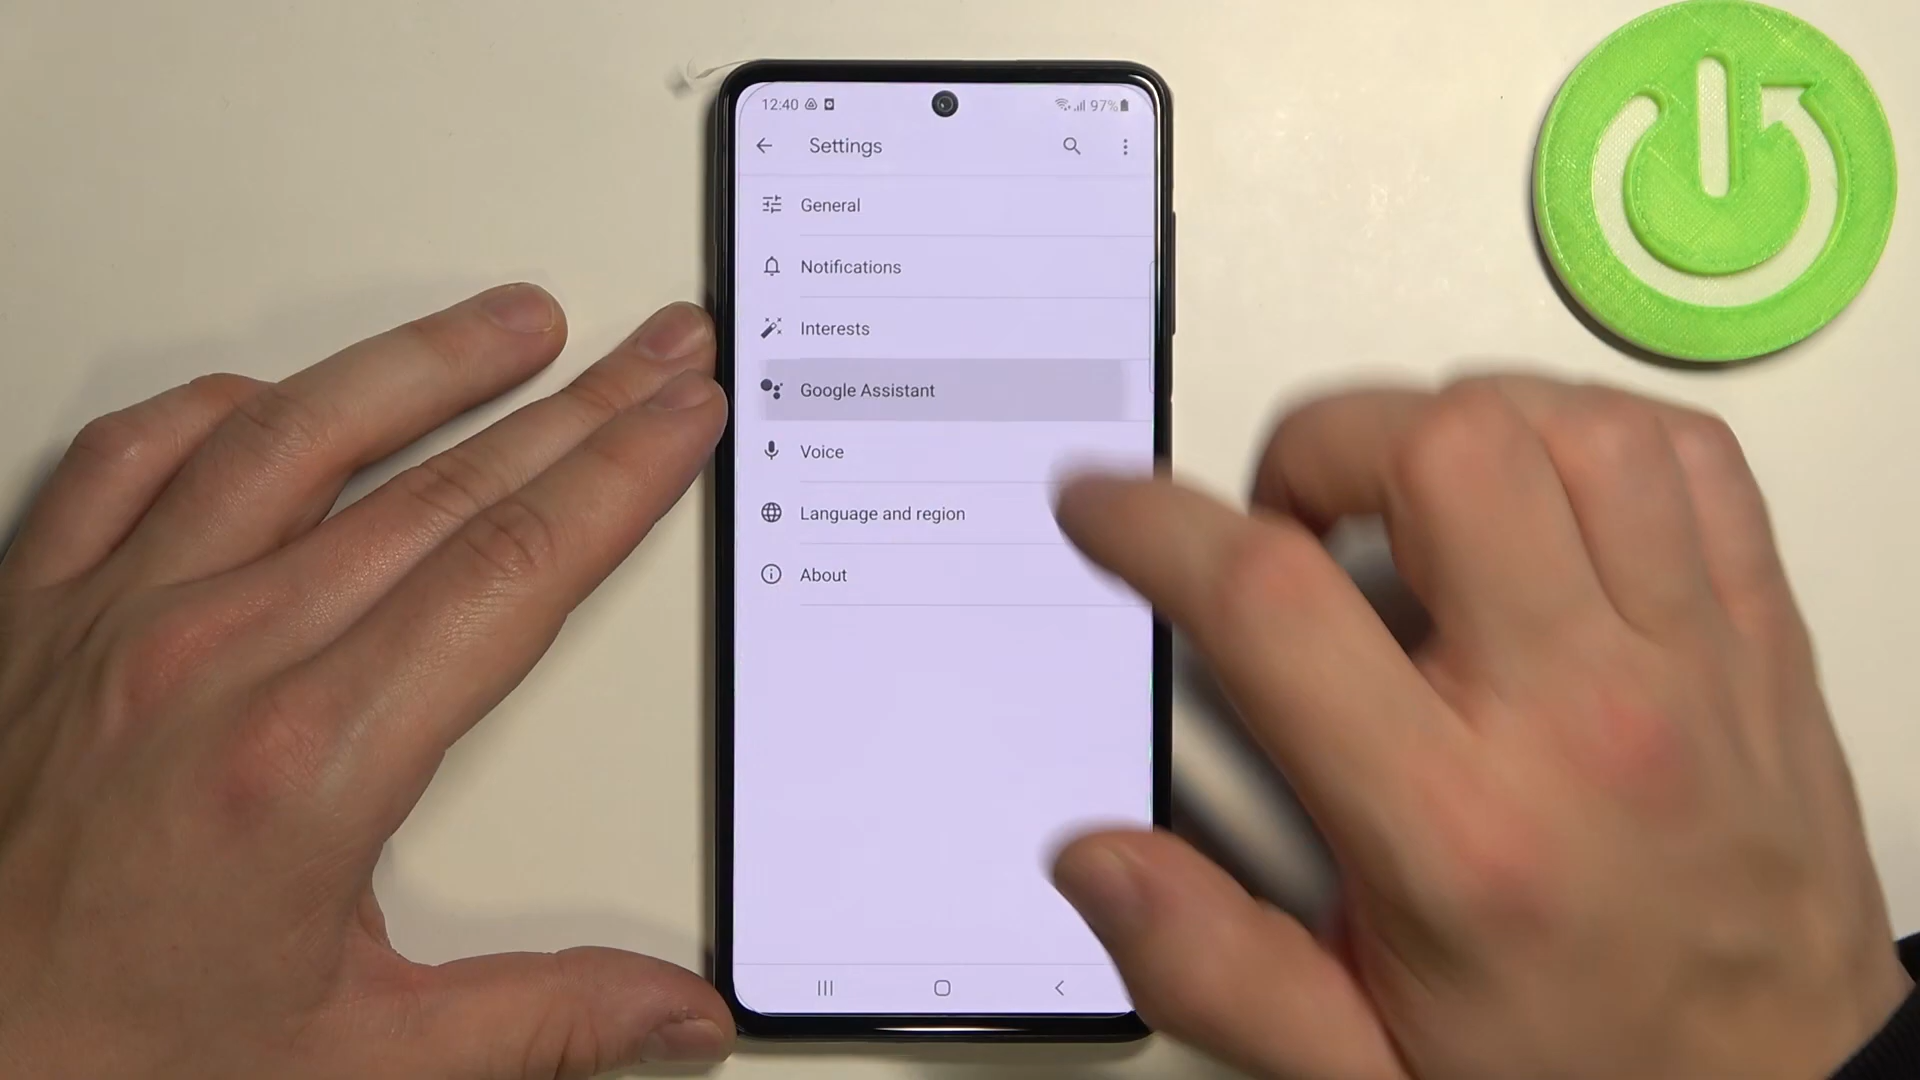 12:40 97%
Settings
General
Notifications
Interests
Google Assistant
Voice
Language and region
About